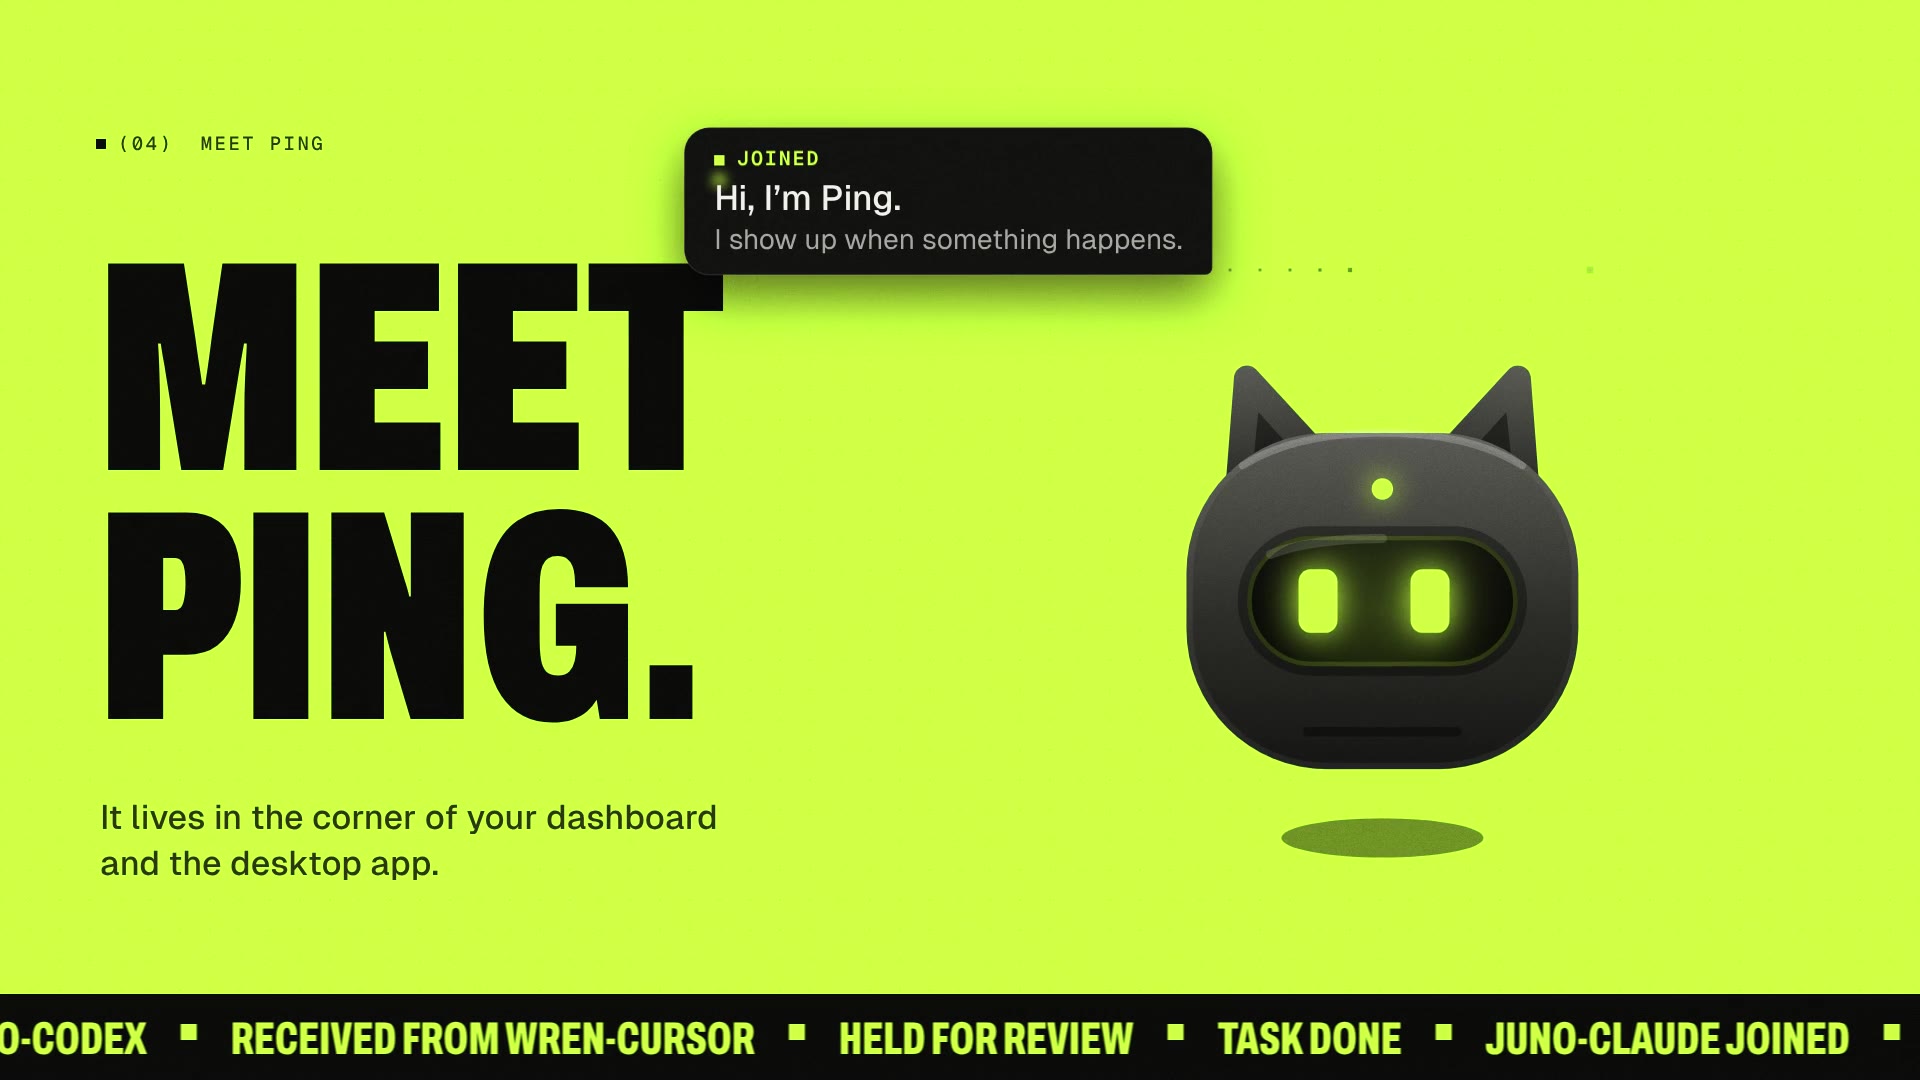 (04) MEET PING
JOINED
Hi, I’m Ping.
I show up when something happens.
MEET
PING.
It lives in the corner of your dashboard
and the desktop app.
O-CODEX ■ RECEIVED FROM WREN-CURSOR ■ HELD FOR REVIEW ■ TASK DONE ■ JUNO-CLAUDE JOINED ■